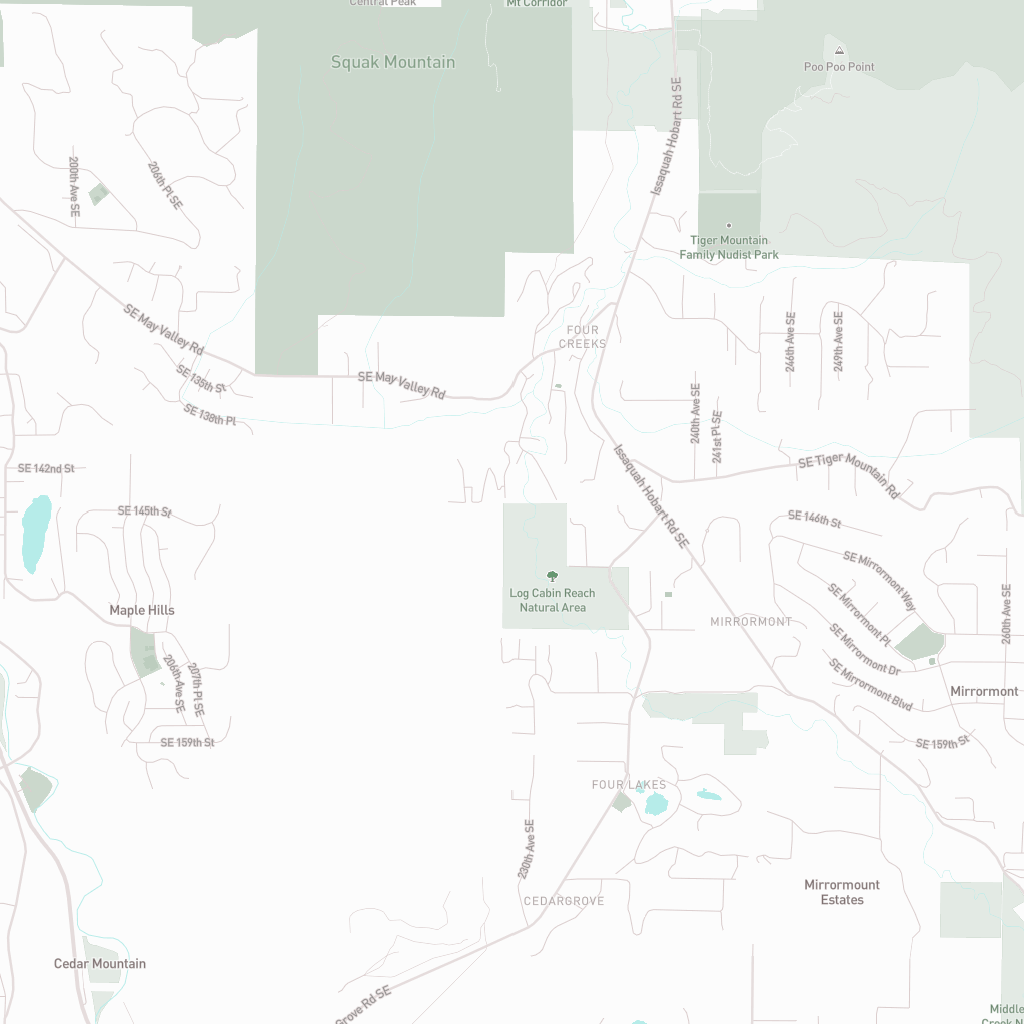 Central Peak
Mt Corridor
Squak Mountain
Poo Poo Point
Issaquah Hobart Rd SE
200th Ave SE
206th Pl SE
Tiger Mountain
Family Nudist Park
SE May Valley Rd
FOUR
CREEKS
246th Ave SE
249th Ave SE
SE 135th St
SE May Valley Rd
SE 138th Pl
240th Ave SE
241st Pl SE
SE 142nd St
SE Tiger Mountain Rd
Issaquah Hobart Rd SE
SE 145th St
SE 146th St
SE Mirrormont Way
Log Cabin Reach
Natural Area
Maple Hills
SE Mirrormont Pl
260th Ave SE
MIRRORMONT
SE Mirrormont Dr
206th Ave SE
207th Pl SE
SE Mirrormont Blvd
Mirrormont
SE 159th St
SE 159th St
FOUR LAKES
230th Ave SE
Mirrormount
Estates
CEDARGROVE
Cedar Mountain
Grove Rd SE
Middle
Creek N